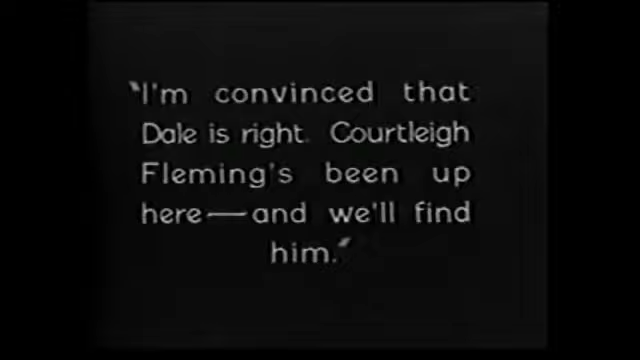 "I'm convinced that
Dale is right. Courtleigh
Fleming's been up
here—and we'll find
him."